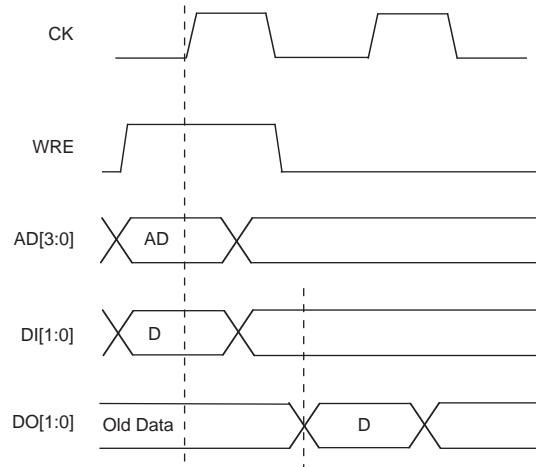 CK
WRE
AD[3:0]
AD
DI[1:0]
D
DO[1:0]
Old Data
D